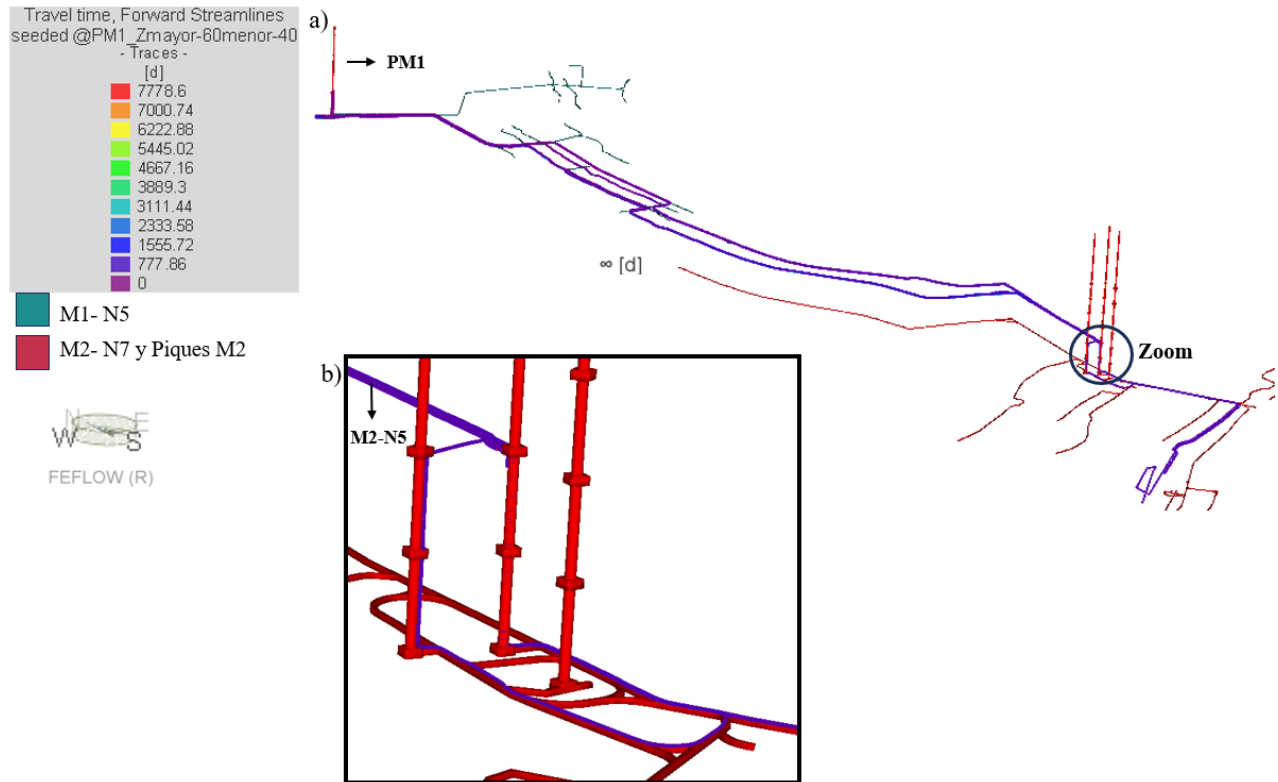 Travel time, Forward Streamlines
seeded @PM1_Zmayor-60menor-40
- Traces -
[d]
7778.6
7000.74
6222.88
5445.02
4667.16
3889.3
3111.44
2333.58
1555.72
777.86
0
M1- N5
M2- N7 y Piques M2
N E
W S
FEFLOW (R)
a)
PM1
∞ [d]
Zoom
b)
M2-N5